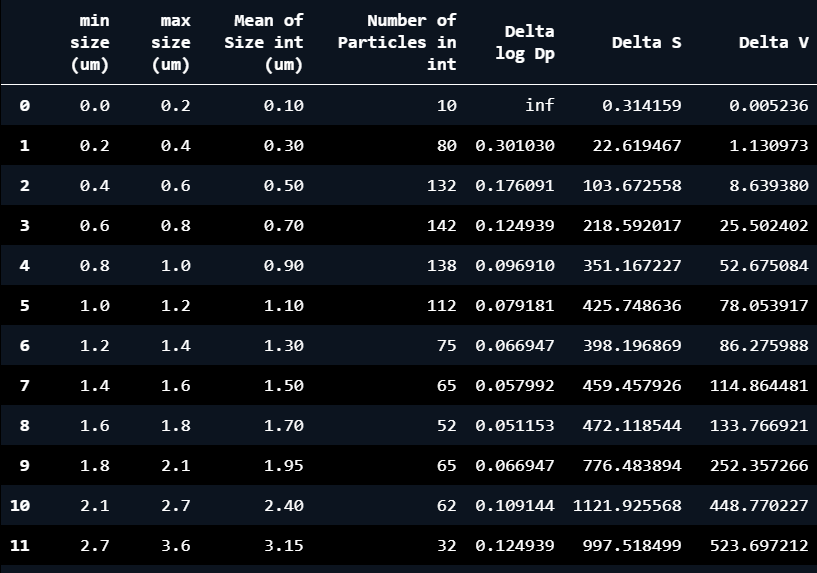 min size (um) max size (um) Mean of Size int (um) Number of Particles in int Delta log Dp Delta S Delta V
0 0.0 0.2 0.10 10 inf 0.314159 0.005236
1 0.2 0.4 0.30 80 0.301030 22.619467 1.130973
2 0.4 0.6 0.50 132 0.176091 103.672558 8.639380
3 0.6 0.8 0.70 142 0.124939 218.592017 25.502402
4 0.8 1.0 0.90 138 0.096910 351.167227 52.675084
5 1.0 1.2 1.10 112 0.079181 425.748636 78.053917
6 1.2 1.4 1.30 75 0.066947 398.196869 86.275988
7 1.4 1.6 1.50 65 0.057992 459.457926 114.864481
8 1.6 1.8 1.70 52 0.051153 472.118544 133.766921
9 1.8 2.1 1.95 65 0.066947 776.483894 252.357266
10 2.1 2.7 2.40 62 0.109144 1121.925568 448.770227
11 2.7 3.6 3.15 32 0.124939 997.518499 523.697212